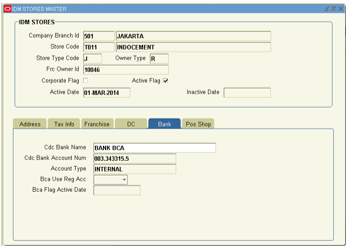 IDM STORES MASTER
IDM STORES
Company Branch Id 501 JAKARTA
Store Code T011 INDOCEMENT
Store Type Code J Owner Type R
Frc Owner Id 10046
Corporate Flag Active Flag
Active Date 01-MAR-2014 Inactive Date
Address Tax Info Franchise DC Bank Pos Shop
Cdc Bank Name BANK BCA
Cdc Bank Account Num 003.343315.5
Account Type INTERNAL
Bca Use Reg Acc
Bca Flag Active Date